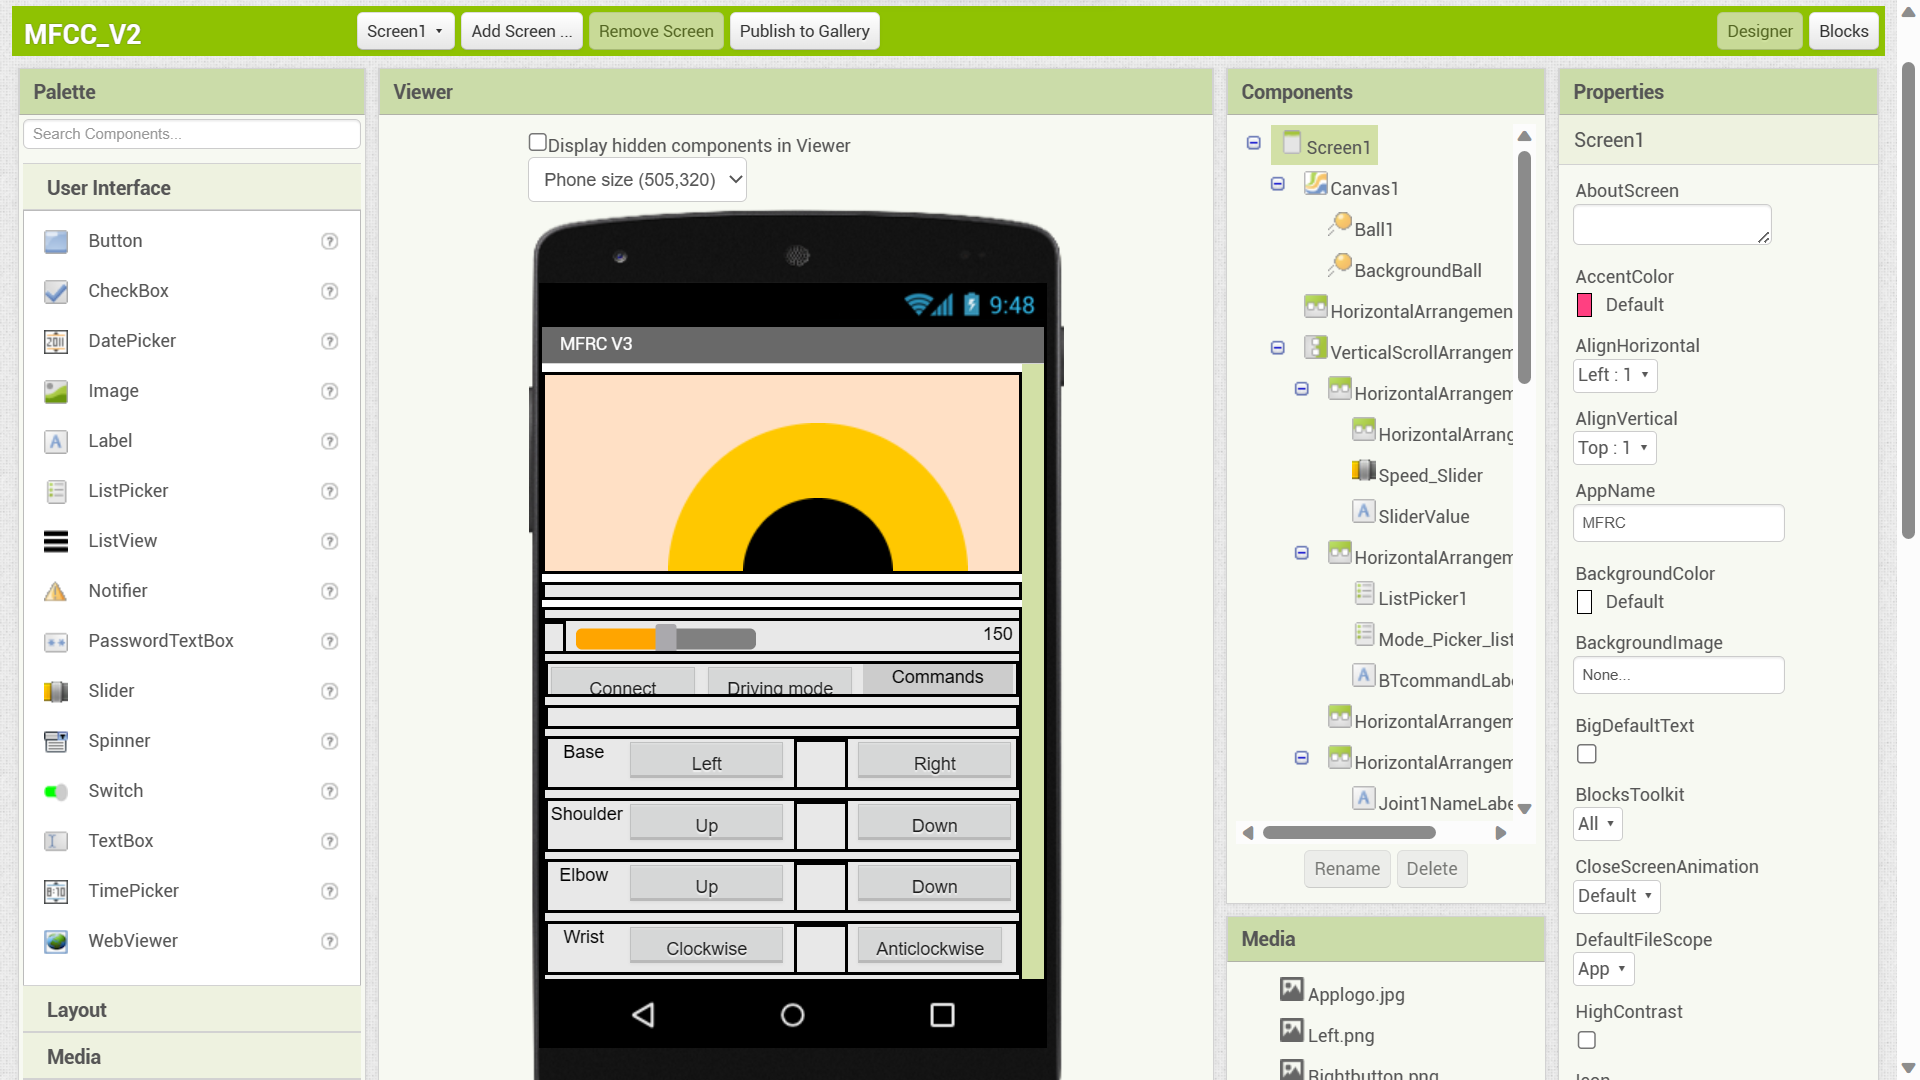 MFCC_V2
Screen1
Add Screen ...
Remove Screen
Publish to Gallery
Designer
Blocks
Palette
Search Components...
User Interface
Button
CheckBox
DatePicker
Image
Label
ListPicker
ListView
Notifier
PasswordTextBox
Slider
Spinner
Switch
TextBox
TimePicker
WebViewer
Layout
Media
Viewer
Display hidden components in Viewer
Phone size (505,320)
9:48
MFRC V3
150
Connect
Driving mode
Commands
Base
Left
Right
Shoulder
Up
Down
Elbow
Up
Down
Wrist
Clockwise
Anticlockwise
Components
Screen1
Canvas1
Ball1
BackgroundBall
HorizontalArrangemen
VerticalScrollArrangem
HorizontalArrangem
HorizontalArrang
Speed_Slider
SliderValue
HorizontalArrangem
ListPicker1
Mode_Picker_list
BTcommandLabe
HorizontalArrangem
HorizontalArrangem
Joint1NameLabe
Rename
Delete
Media
Applogo.jpg
Left.png
Rightbutton.png
Properties
Screen1
AboutScreen
AccentColor
Default
AlignHorizontal
Left : 1
AlignVertical
Top : 1
AppName
MFRC
BackgroundColor
Default
BackgroundImage
None...
BigDefaultText
BlocksToolkit
All
CloseScreenAnimation
Default
DefaultFileScope
App
HighContrast
Icon